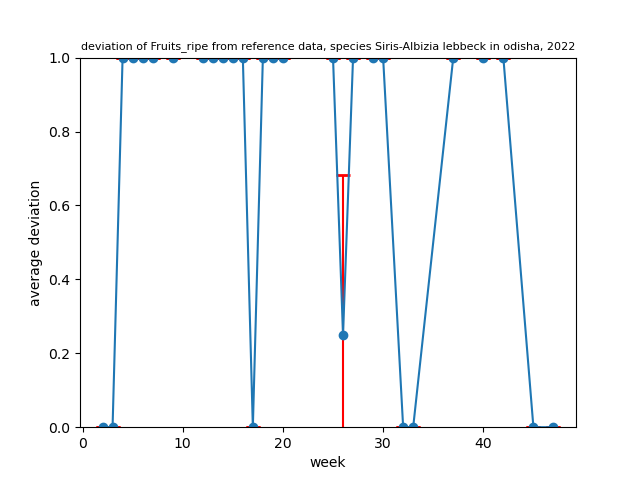 deviation of Fruits_ripe from reference data, species Siris-Albizia lebbeck in odisha, 2022
1.0
0.8
0.6
0.4
0.2
0.0
average deviation
0 10 20 30 40
week